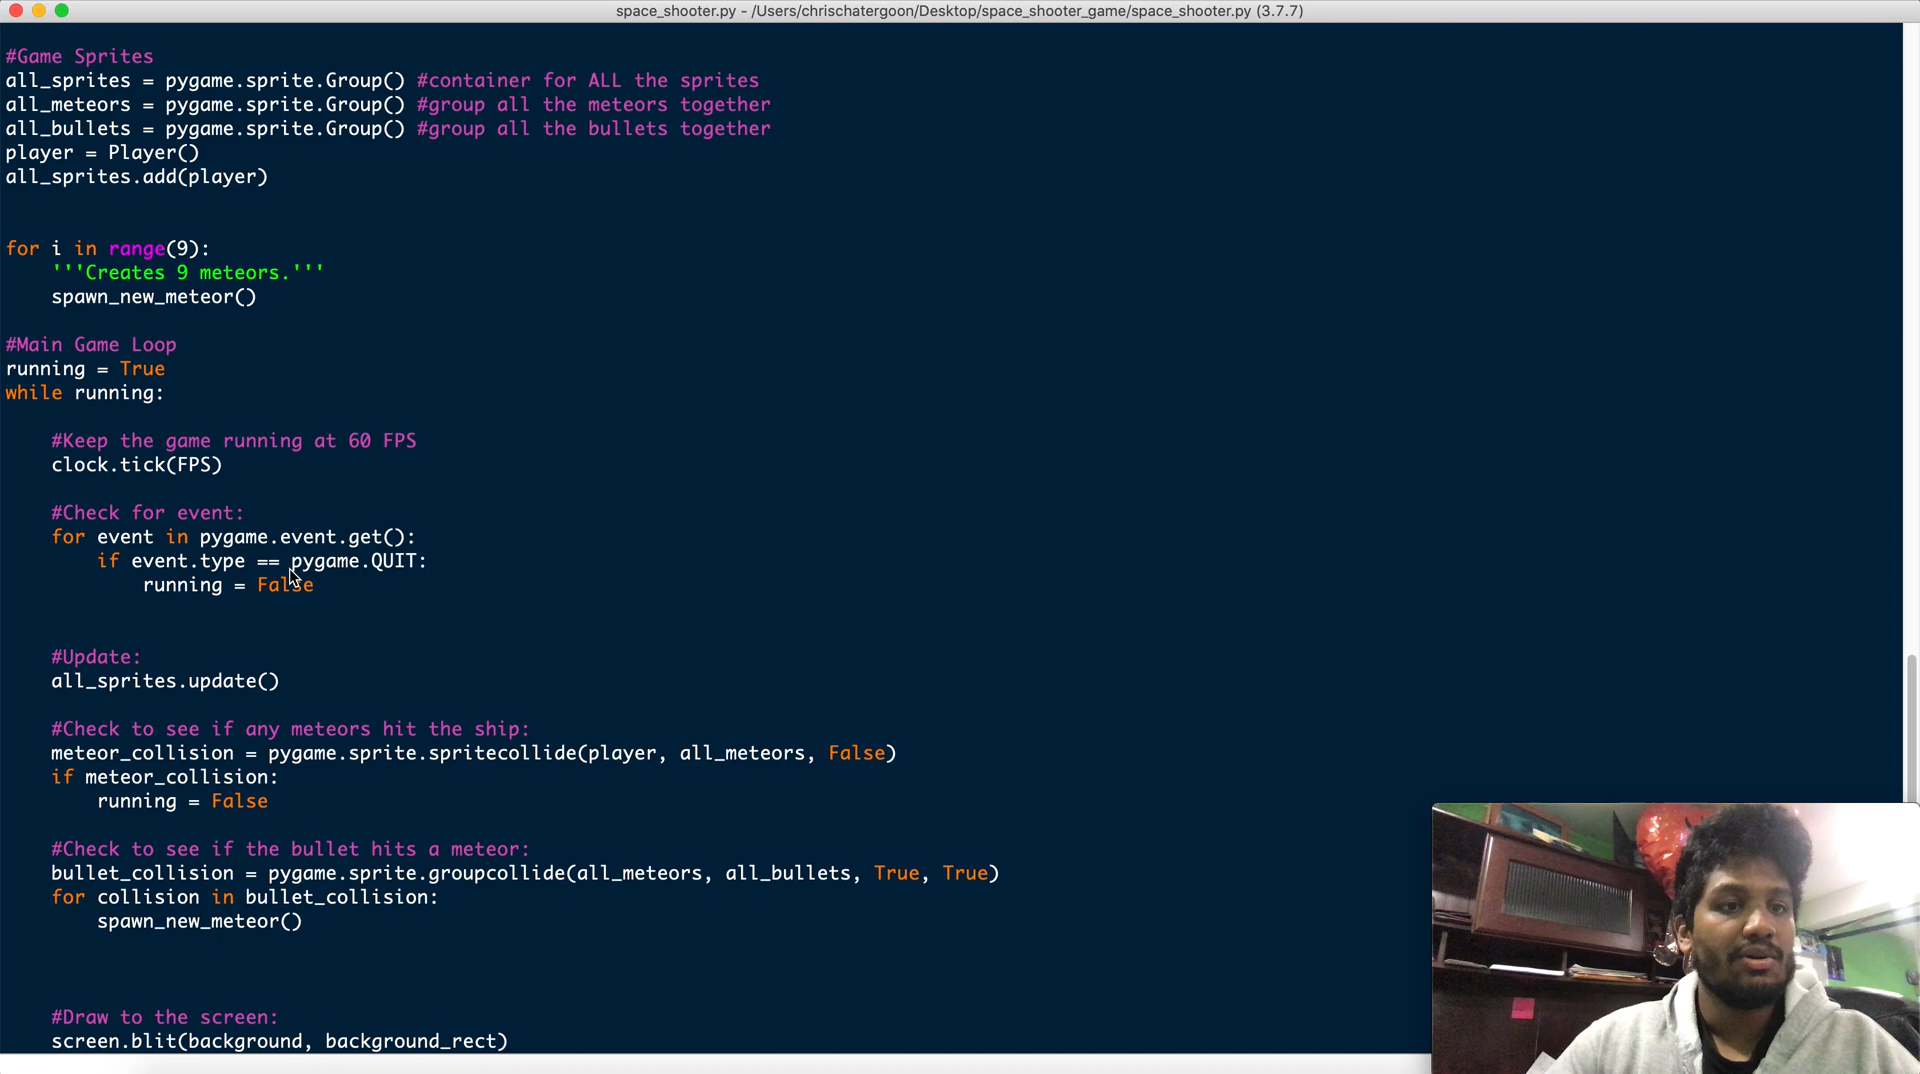 space_shooter.py - /Users/chrischatergoon/Desktop/space_shooter_game/space_shooter.py (3.7.7)
#Game Sprites
all_sprites = pygame.sprite.Group() #container for ALL the sprites
all_meteors = pygame.sprite.Group() #group all the meteors together
all_bullets = pygame.sprite.Group() #group all the bullets together
player = Player()
all_sprites.add(player)
for i in range(9):
    '''Creates 9 meteors.'''
    spawn_new_meteor()
#Main Game Loop
running = True
while running:
    #Keep the game running at 60 FPS
    clock.tick(FPS)
    #Check for event:
    for event in pygame.event.get():
        if event.type == pygame.QUIT:
            running = False
    #Update:
    all_sprites.update()
    #Check to see if any meteors hit the ship:
    meteor_collision = pygame.sprite.spritecollide(player, all_meteors, False)
    if meteor_collision:
        running = False
    #Check to see if the bullet hits a meteor:
    bullet_collision = pygame.sprite.groupcollide(all_meteors, all_bullets, True, True)
    for collision in bullet_collision:
        spawn_new_meteor()
    #Draw to the screen:
    screen.blit(background, background_rect)